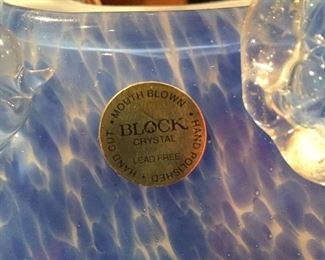 • MOUTH BLOWN • HAND POLISHED • HAND CUT
BLOCK
CRYSTAL
LEAD FREE